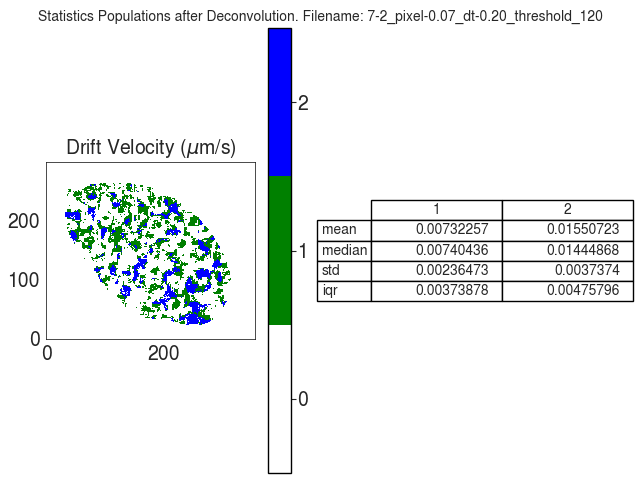 Statistics Populations after Deconvolution. Filename: 7-2_pixel-0.07_dt-0.20_threshold_120
Drift Velocity (μm/s)
200
100
0
0 200
2
1
0
1 2
mean 0.00732257 0.01550723
median 0.00740436 0.01444868
std 0.00236473 0.0037374
iqr 0.00373878 0.00475796